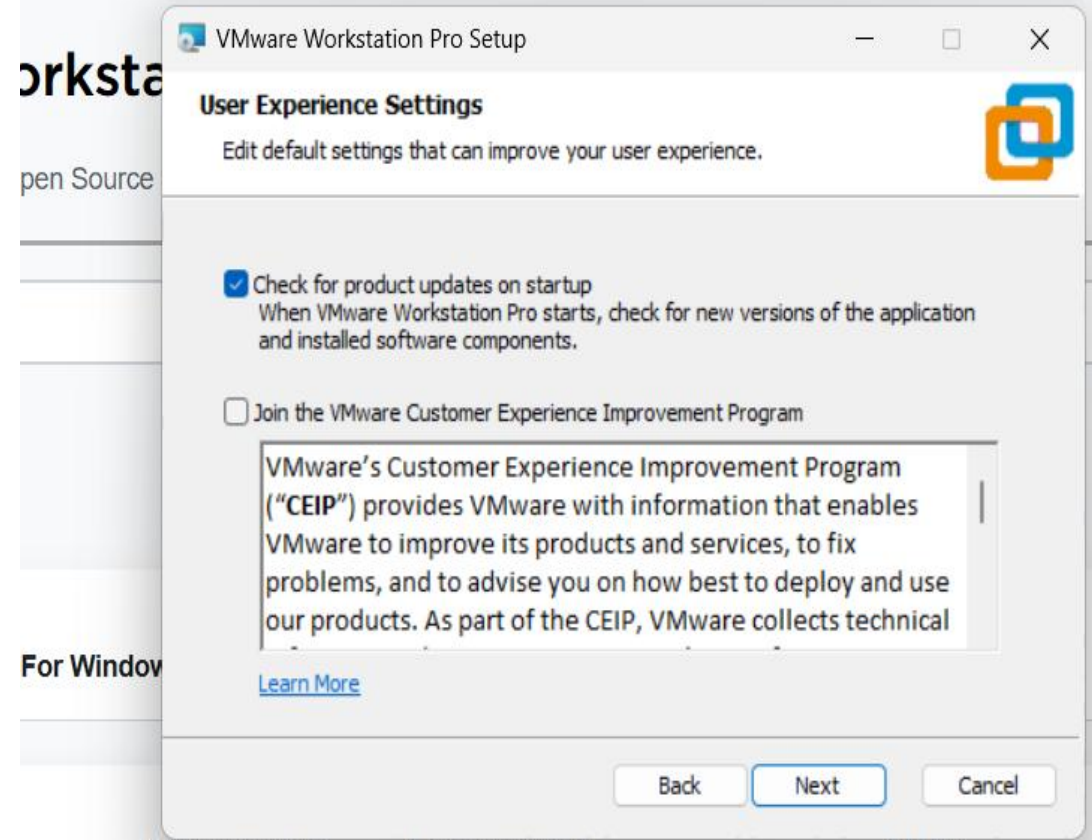 VMware Workstation Pro Setup
User Experience Settings
Edit default settings that can improve your user experience.
pen Source
Check for product updates on startup
When VMware Workstation Pro starts, check for new versions of the application
and installed software components.
Join the VMware Customer Experience Improvement Program
VMware's Customer Experience Improvement Program
("CEIP") provides VMware with information that enables
VMware to improve its products and services, to fix
problems, and to advise you on how best to deploy and use
our products. As part of the CEIP, VMware collects technical
For Window
Learn More
Back
Next
Cancel